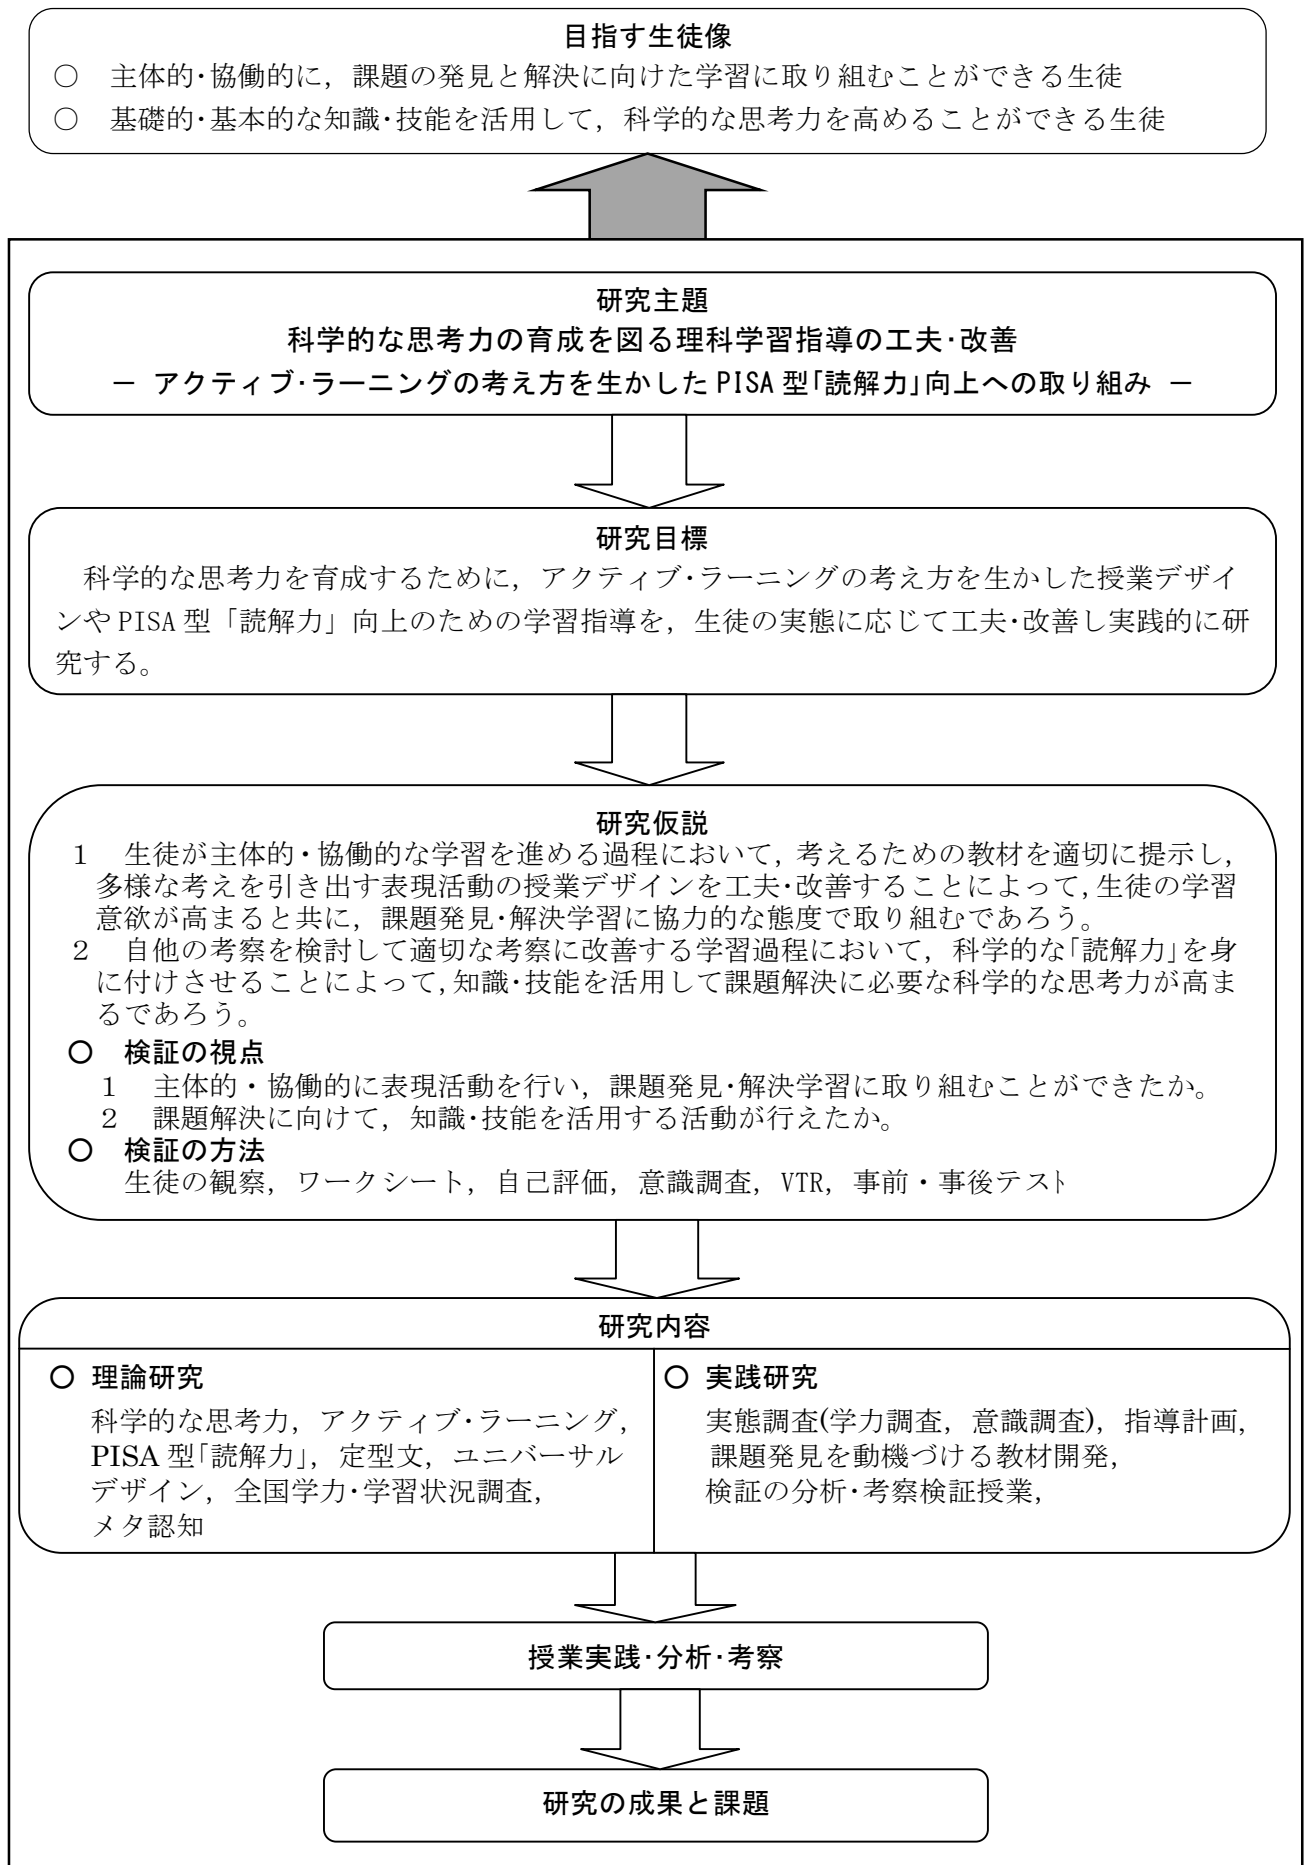 目指す生徒像
○　主体的・協働的に，課題の発見と解決に向けた学習に取り組むことができる生徒
○　基礎的・基本的な知識・技能を活用して，科学的な思考力を高めることができる生徒
研究主題
科学的な思考力の育成を図る理科学習指導の工夫・改善
－ アクティブ・ラーニングの考え方を生かした PISA 型「読解力」向上への取り組み －
研究目標
科学的な思考力を育成するために，アクティブ・ラーニングの考え方を生かした授業デザイ
ンや PISA 型「読解力」向上のための学習指導を，生徒の実態に応じて工夫・改善し実践的に研
究する。
研究仮説
１　生徒が主体的・協働的な学習を進める過程において，考えるための教材を適切に提示し，
多様な考えを引き出す表現活動の授業デザインを工夫・改善することによって，生徒の学習
意欲が高まると共に，課題発見・解決学習に協力的な態度で取り組むであろう。
２　自他の考察を検討して適切な考察に改善する学習過程において，科学的な「読解力」を身
に付けさせることによって，知識・技能を活用して課題解決に必要な科学的な思考力が高ま
るであろう。
○　検証の視点
１　主体的・協働的に表現活動を行い，課題発見・解決学習に取り組むことができたか。
２　課題解決に向けて，知識・技能を活用する活動が行えたか。
○　検証の方法
生徒の観察，ワークシート，自己評価，意識調査，VTR，事前・事後テスト
研究内容
○ 理論研究
科学的な思考力，アクティブ・ラーニング，
PISA 型「読解力」，定型文，ユニバーサル
デザイン，全国学力・学習状況調査，
メタ認知
○ 実践研究
実態調査(学力調査，意識調査)，指導計画，
課題発見を動機づける教材開発，
検証の分析・考察検証授業，
授業実践・分析・考察
研究の成果と課題